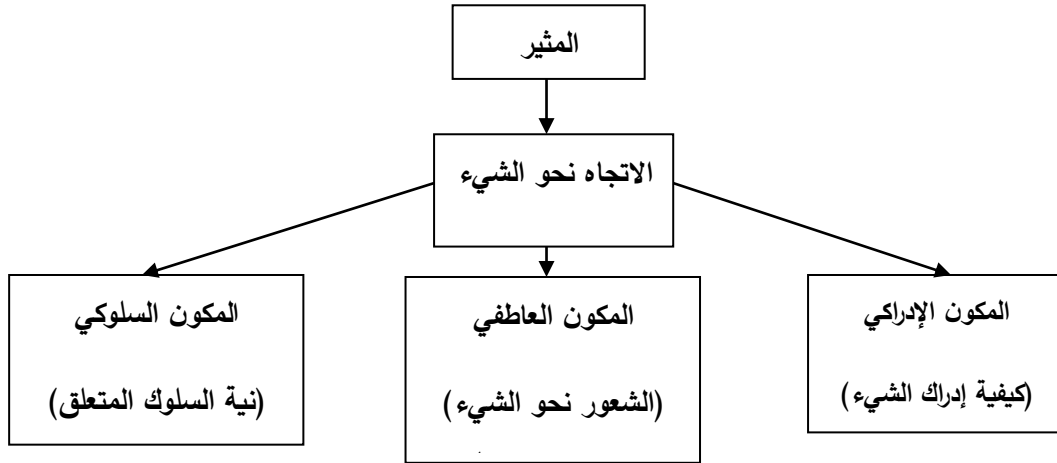 المثير
الاتجاه نحو الشيء
المكون الإدراكي
(كيفية إدراك الشيء)
المكون العاطفي
(الشعور نحو الشيء)
المكون السلوكي
(نية السلوك المتعلق)